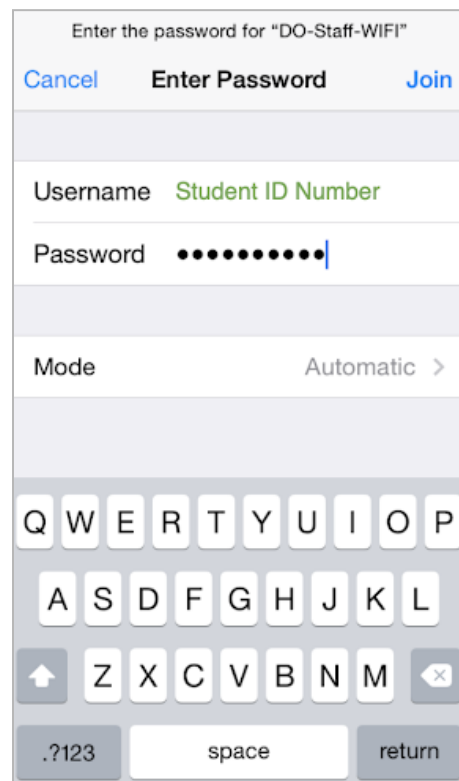 Enter the password for “DO-Staff-WIFI”
Cancel Enter Password Join
Username Student ID Number
Password ••••••••••
Mode Automatic >
Q W E R T Y U I O P
A S D F G H J K L
Z X C V B N M
.?123 space return